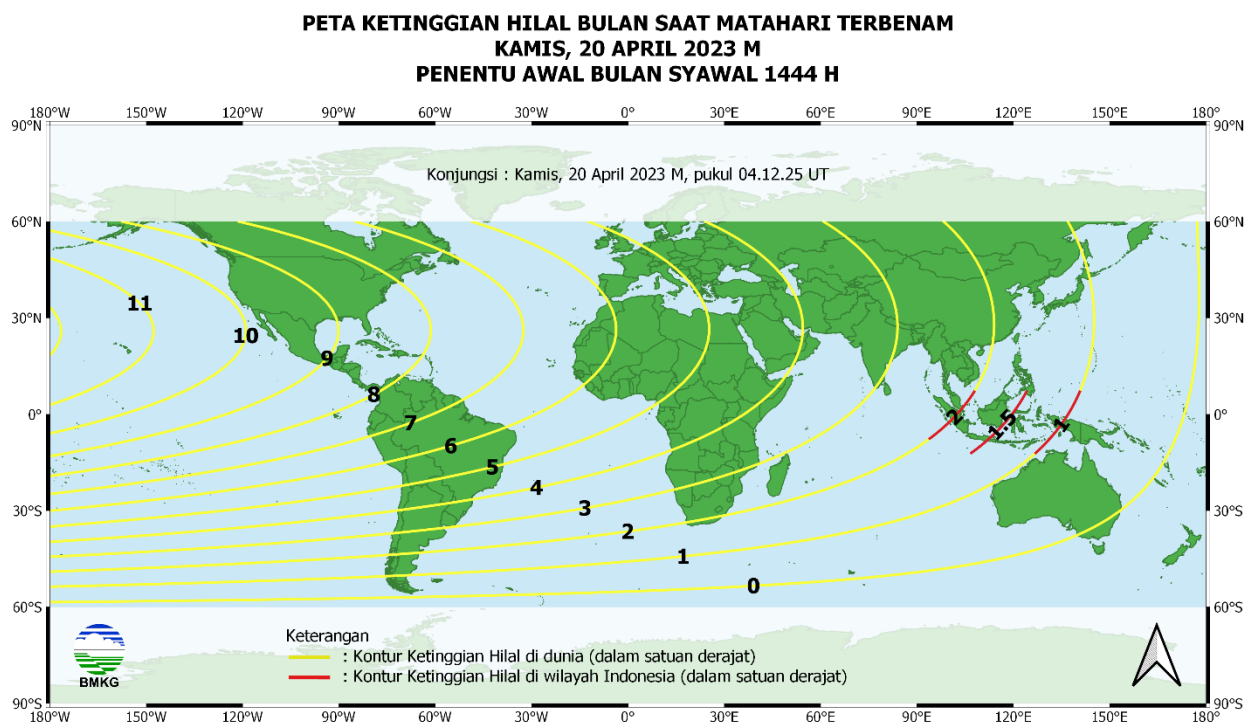 PETA KETINGGIAN HILAL BULAN SAAT MATAHARI TERBENAM
KAMIS, 20 APRIL 2023 M
PENENTU AWAL BULAN SYAWAL 1444 H
180°W 150°W 120°W 90°W 60°W 30°W 0° 30°E 60°E 90°E 120°E 150°E 180°
90°N 90°N
Konjungsi : Kamis, 20 April 2023 M, pukul 04.12.25 UT
60°N 60°N
11
30°N 10 30°N
9
8
0° 7 2 1.5 1 0°
6
5
4
30°S 3 30°S
2
1
0
60°S 60°S
Keterangan
: Kontur Ketinggian Hilal di dunia (dalam satuan derajat)
: Kontur Ketinggian Hilal di wilayah Indonesia (dalam satuan derajat)
BMKG
90°S 90°S
180°W 150°W 120°W 90°W 60°W 30°W 0° 30°E 60°E 90°E 120°E 150°E 180°